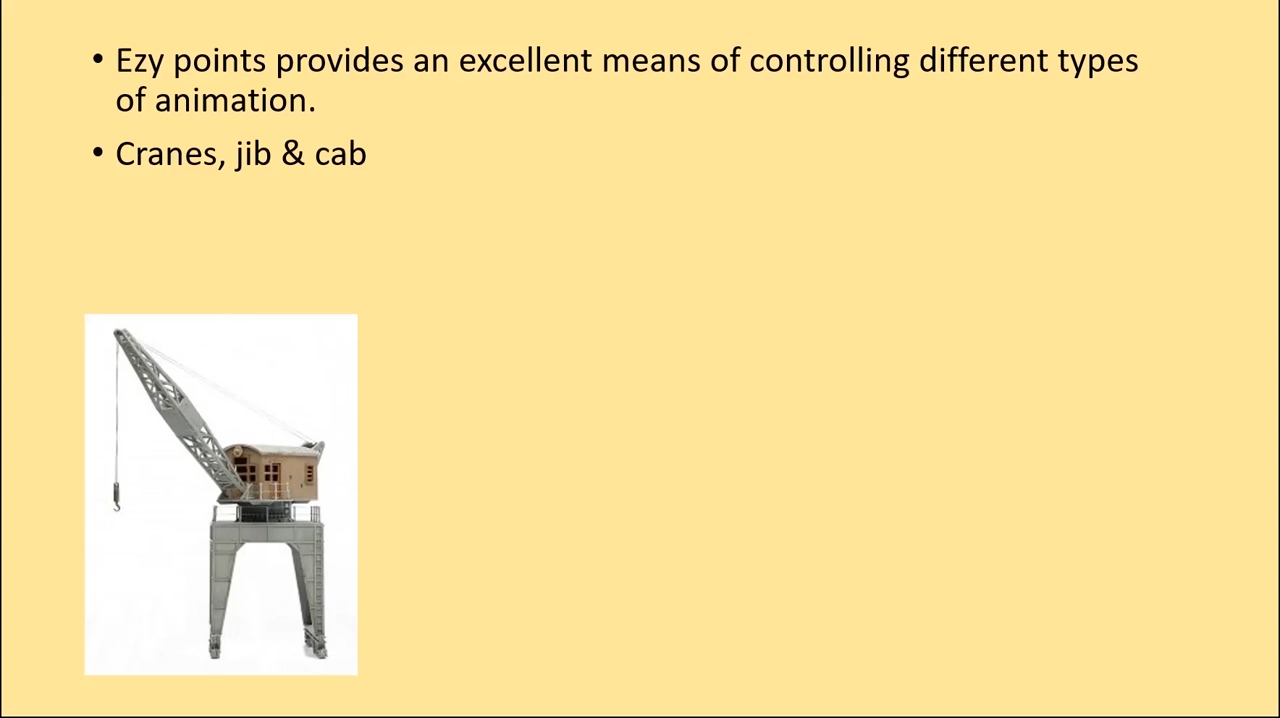 • Ezy points provides an excellent means of controlling different types
of animation.
• Cranes, jib & cab